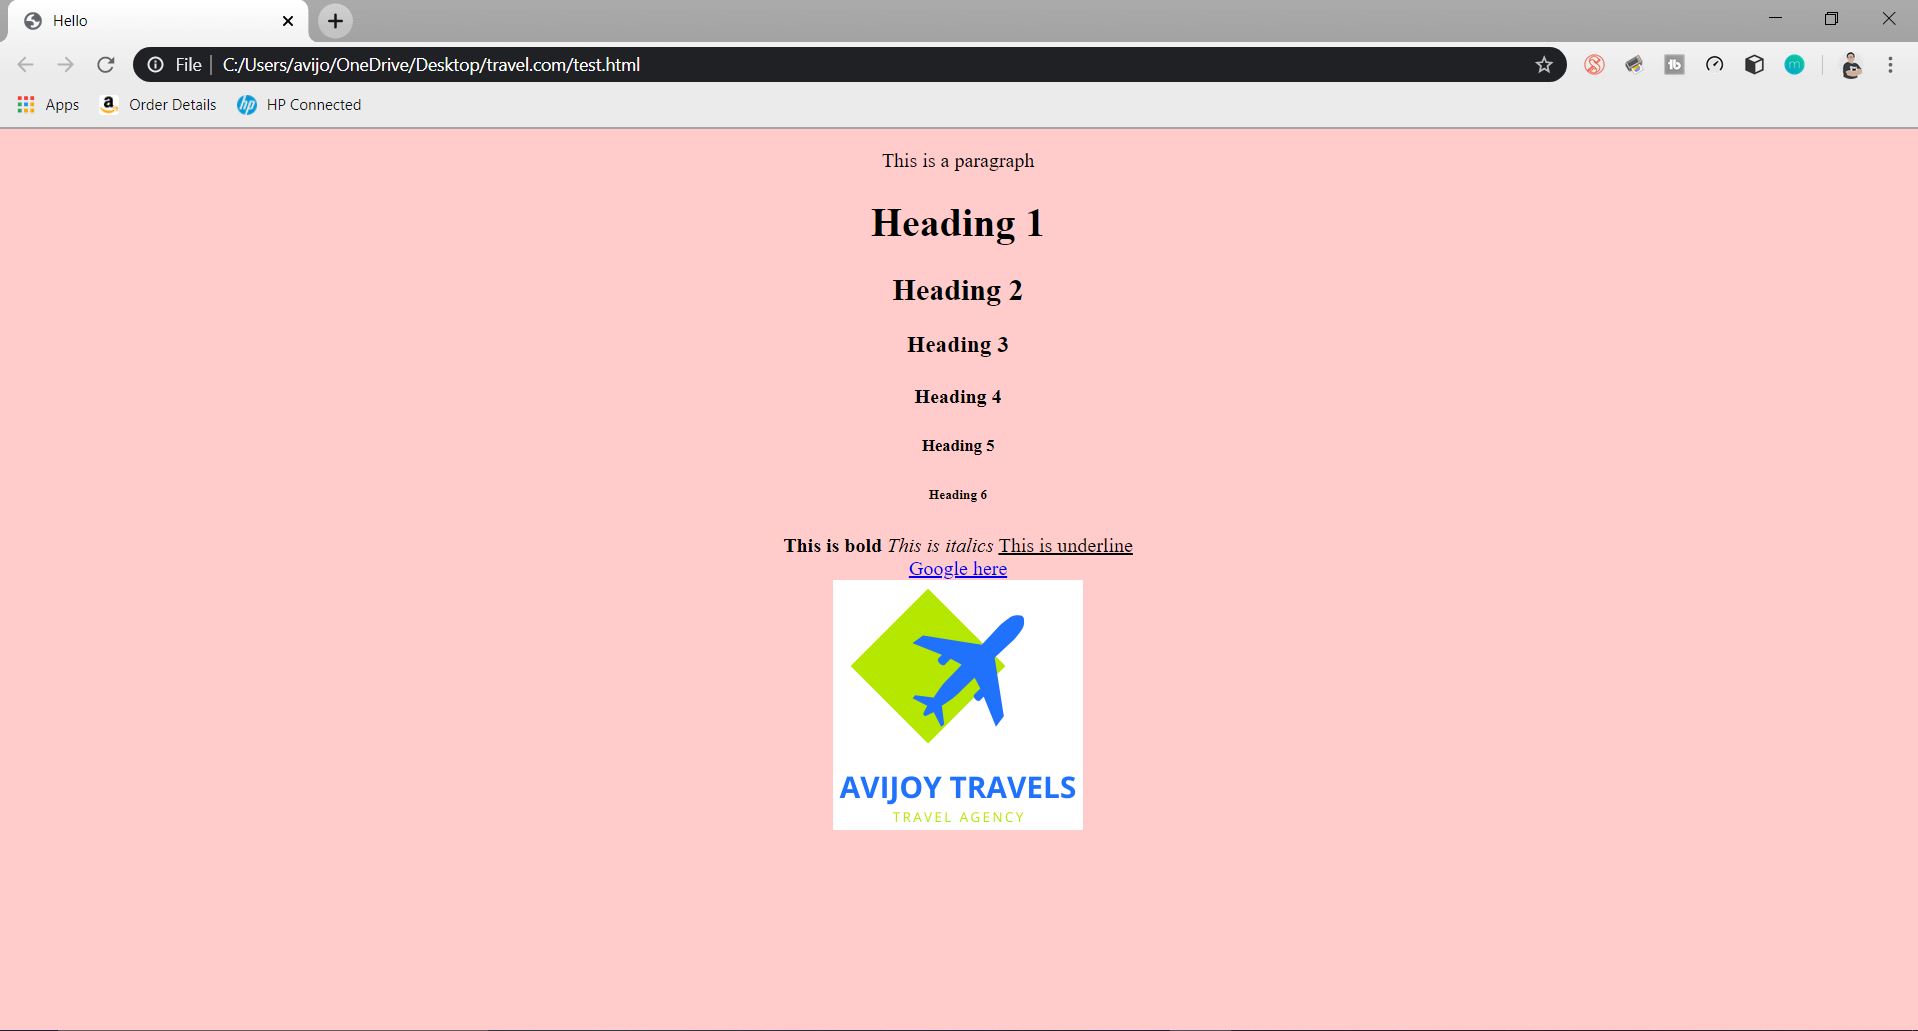 Hello
File | C:/Users/avijo/OneDrive/Desktop/travel.com/test.html
Apps Order Details HP Connected
This is a paragraph
Heading 1
Heading 2
Heading 3
Heading 4
Heading 5
Heading 6
This is bold This is italics This is underline
Google here
AVIJOY TRAVELS
TRAVEL AGENCY